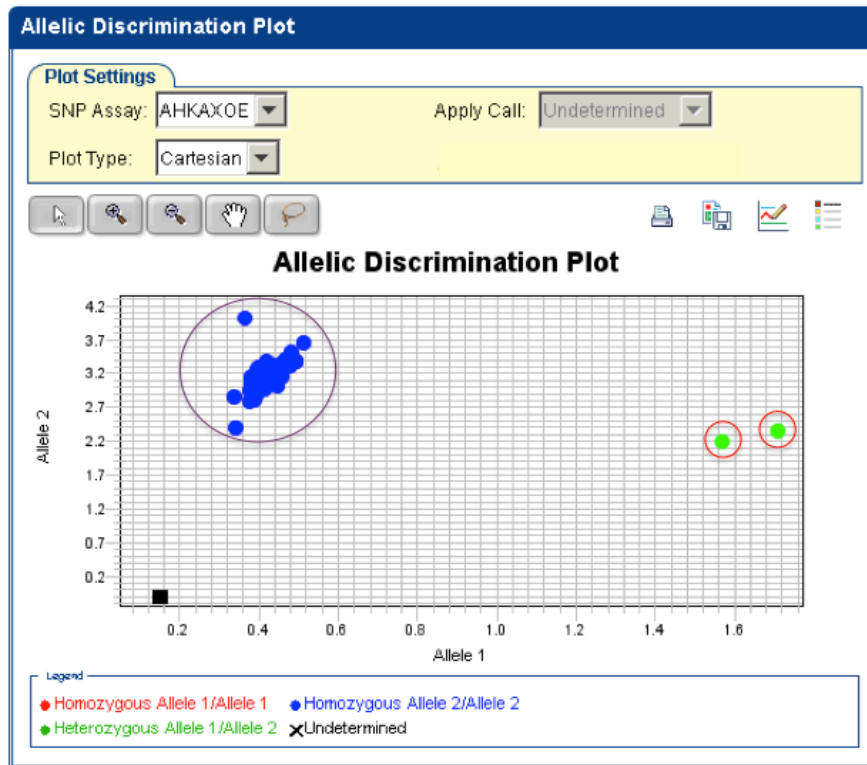 Allelic Discrimination Plot
Plot Settings
SNP Assay: AHKAXOE Apply Call: Undetermined
Plot Type: Cartesian
Allelic Discrimination Plot
4.2
3.7
3.2
2.7
2.2
1.7
1.2
0.7
0.2
Allele 2
0.2 0.4 0.6 0.8 1.0 1.2 1.4 1.6
Allele 1
Legend
Homozygous Allele 1/Allele 1 Homozygous Allele 2/Allele 2
Heterozygous Allele 1/Allele 2 Undetermined